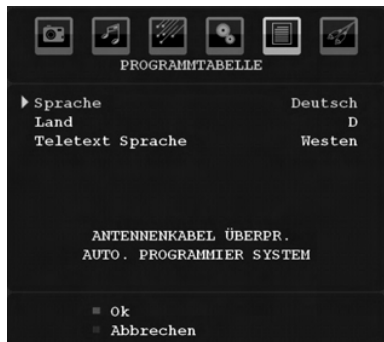 PROGRAMMTABELLE
Sprache Deutsch
Land D
Teletext Sprache Westen
ANTENNENKABEL ÜBERPR.
AUTO. PROGRAMMIER SYSTEM
Ok
Abbrechen